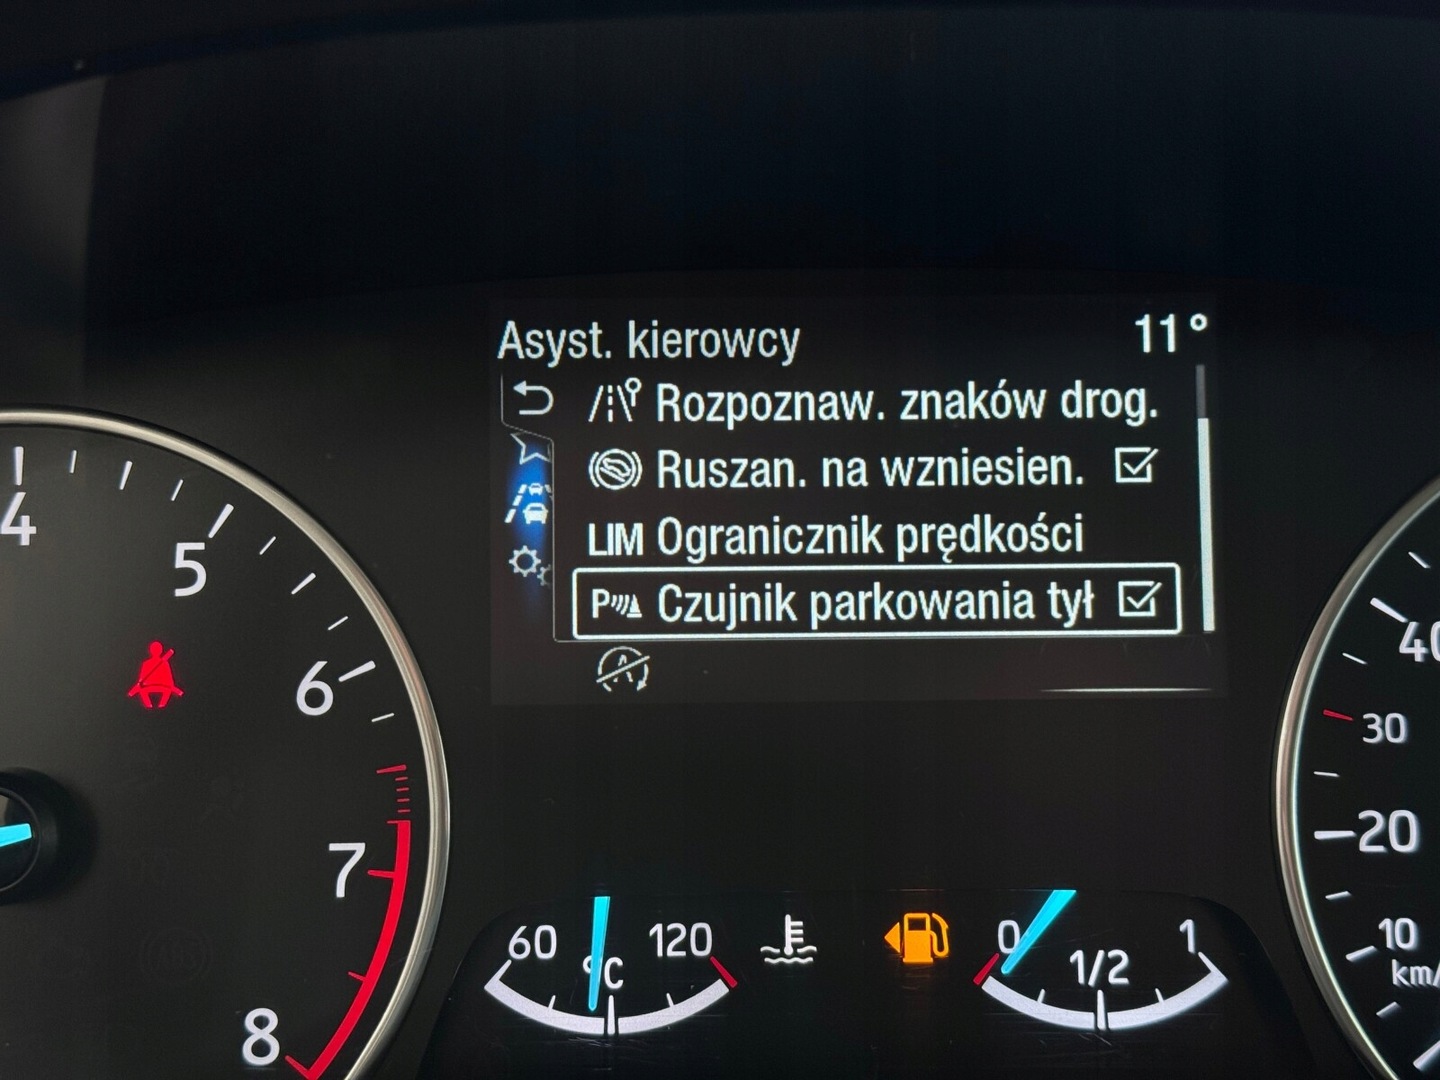 Asyst. kierowcy 11°
Rozpoznaw. znaków drog.
Ruszan. na wzniesien.
LIM Ogranicznik prędkości
P Czujnik parkowania tył
A
4
5
6
7
8
60 °C 120
0 1/2 1
40
30
20
10
km/